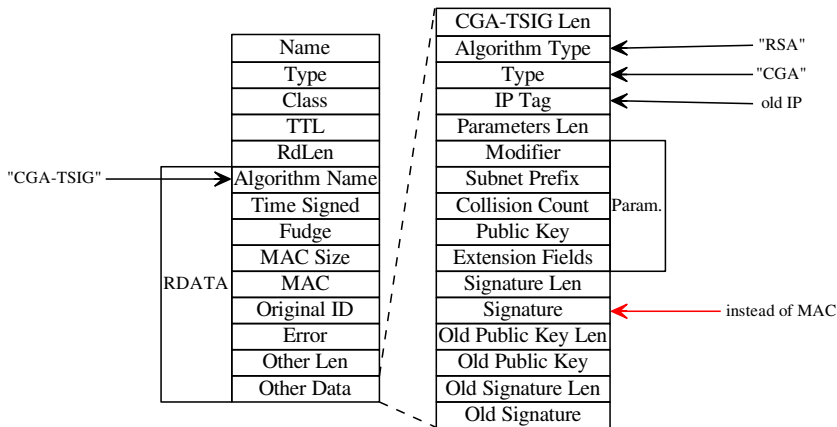 "CGA-TSIG"
RDATA
Name
Type
Class
TTL
RdLen
Algorithm Name
Time Signed
Fudge
MAC Size
MAC
Original ID
Error
Other Len
Other Data
CGA-TSIG Len
Algorithm Type
Type
IP Tag
Parameters Len
Modifier
Subnet Prefix
Collision Count
Public Key
Extension Fields
Signature Len
Signature
Old Public Key Len
Old Public Key
Old Signature Len
Old Signature
Param.
"RSA"
"CGA"
old IP
instead of MAC